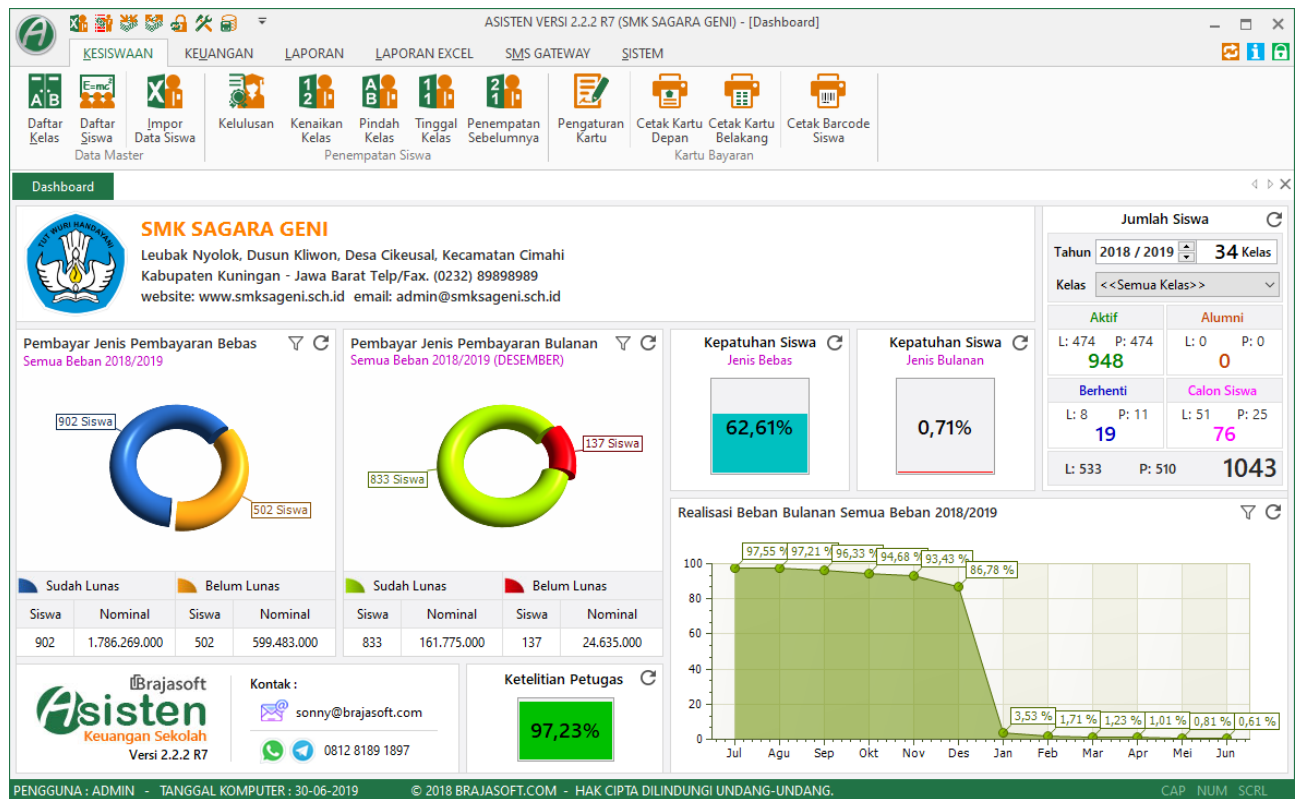 ASISTEN VERSI 2.2.2 R7 (SMK SAGARA GENI) - [Dashboard]
KESISWAAN KEUANGAN LAPORAN LAPORAN EXCEL SMS GATEWAY SISTEM
A B E=mc² X 1 2 A B 1 1 2 1
Daftar Kelas
Daftar Siswa
Impor Data Siswa
Kelulusan
Kenaikan Kelas
Pindah Kelas
Tinggal Kelas
Penempatan Sebelumnya
Pengaturan Kartu
Cetak Kartu Depan
Cetak Kartu Belakang
Cetak Barcode Siswa
Data Master
Penempatan Siswa
Kartu Bayaran
Dashboard
TUT WURI HANDAYANI
SMK SAGARA GENI
Leubak Nyolok, Dusun Kliwon, Desa Cikeusal, Kecamatan Cimahi
Kabupaten Kuningan - Jawa Barat Telp/Fax. (0232) 89898989
website: www.smksageni.sch.id email: admin@smksageni.sch.id
Jumlah Siswa
Tahun 2018 / 2019 34 Kelas
Kelas <<Semua Kelas>>
Aktif Alumni
L: 474 P: 474 L: 0 P: 0
948 0
Berhenti Calon Siswa
L: 8 P: 11 L: 51 P: 25
19 76
L: 533 P: 510 1043
Pembayar Jenis Pembayaran Bebas
Semua Beban 2018/2019
902 Siswa
502 Siswa
Sudah Lunas Belum Lunas
Siswa Nominal Siswa Nominal
902 1.786.269.000 502 599.483.000
Pembayar Jenis Pembayaran Bulanan
Semua Beban 2018/2019 (DESEMBER)
137 Siswa
833 Siswa
Sudah Lunas Belum Lunas
Siswa Nominal Siswa Nominal
833 161.775.000 137 24.635.000
Kepatuhan Siswa
Jenis Bebas
62,61%
Kepatuhan Siswa
Jenis Bulanan
0,71%
Realisasi Beban Bulanan Semua Beban 2018/2019
97,55 % 97,21 % 96,33 % 94,68 % 93,43 % 86,78 %
100
80
60
40
20
0
3,53 % 1,71 % 1,23 % 1,01 % 0,81 % 0,61 %
Jul Agu Sep Okt Nov Des Jan Feb Mar Apr Mei Jun
Brajasoft
Asisten
Keuangan Sekolah
Versi 2.2.2 R7
Kontak :
sonny@brajasoft.com
0812 8189 1897
Ketelitian Petugas
97,23%
PENGGUNA : ADMIN - TANGGAL KOMPUTER : 30-06-2019 © 2018 BRAJASOFT.COM - HAK CIPTA DILINDUNGI UNDANG-UNDANG. CAP NUM SCRL